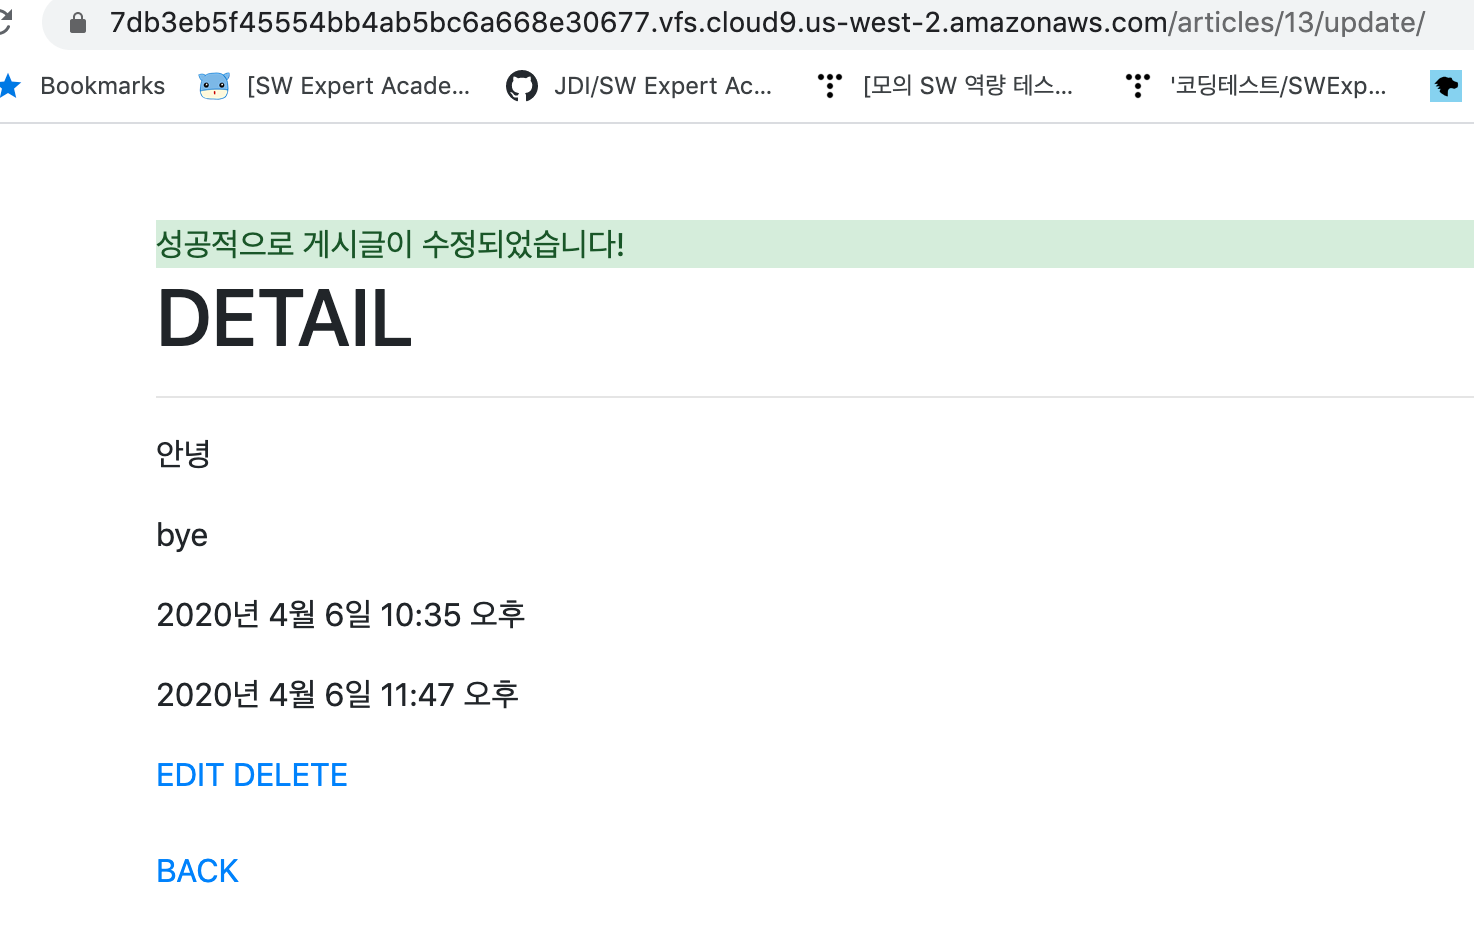 7db3eb5f45554bb4ab5bc6a668e30677.vfs.cloud9.us-west-2.amazonaws.com/articles/13/update/
Bookmarks [SW Expert Acade... JDI/SW Expert Ac... [모의 SW 역량 테스... '코딩테스트/SWExp...
성공적으로 게시글이 수정되었습니다!
DETAIL
안녕
bye
2020년 4월 6일 10:35 오후
2020년 4월 6일 11:47 오후
EDIT DELETE
BACK